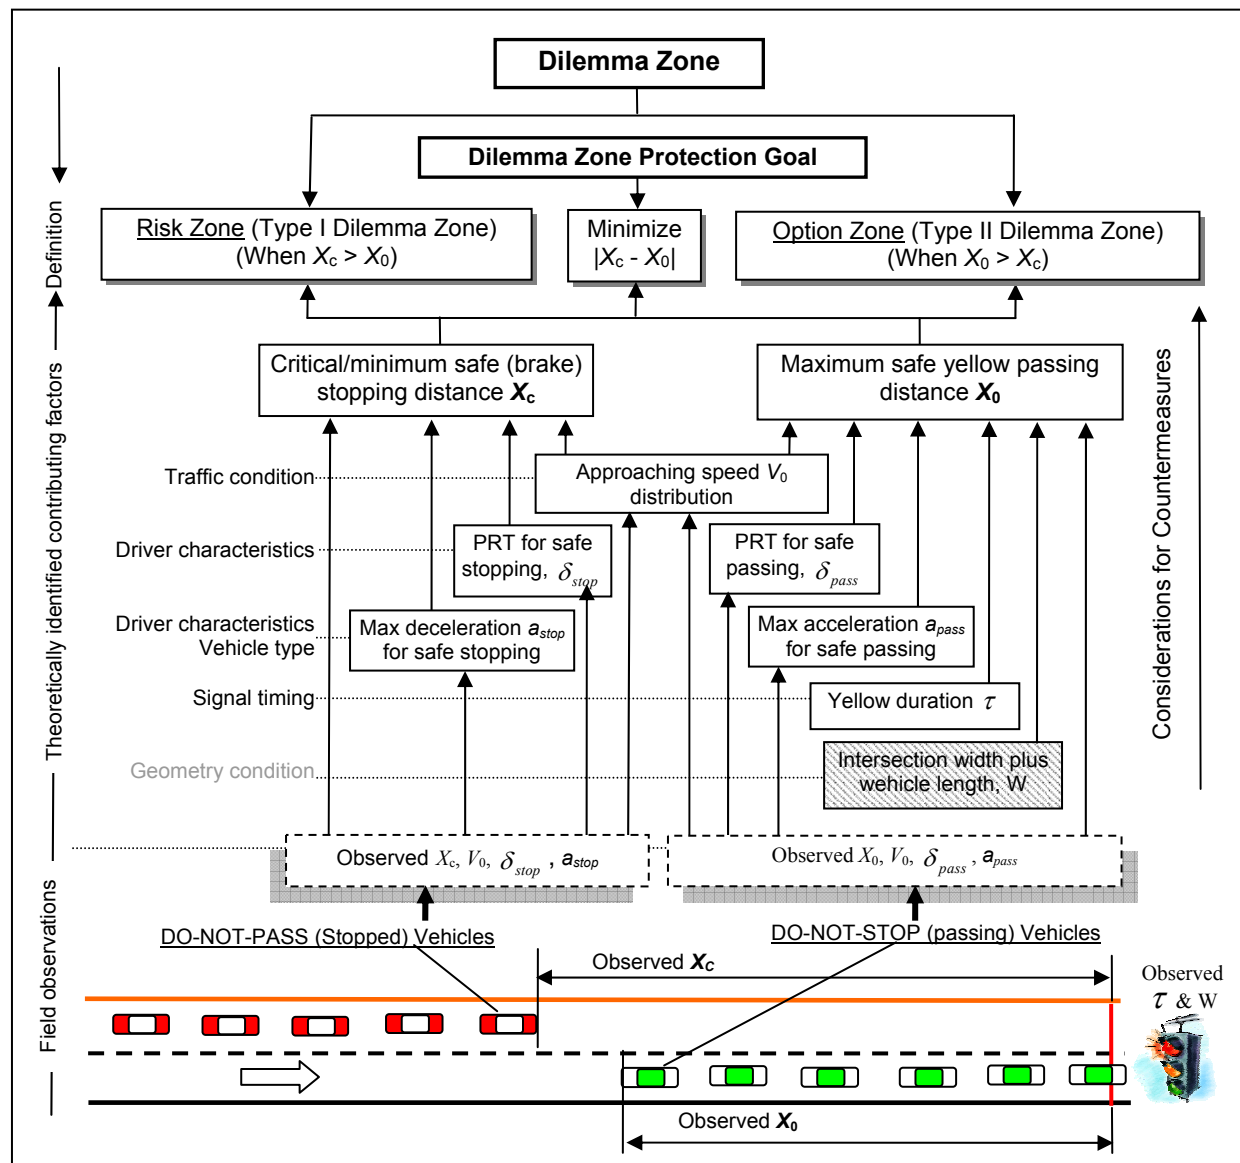 Dilemma Zone
Dilemma Zone Protection Goal
Risk Zone (Type I Dilemma Zone)
(When Xc > X0)
Minimize
|Xc - X0|
Option Zone (Type II Dilemma Zone)
(When X0 > Xc)
Definition
Critical/minimum safe (brake)
stopping distance Xc
Maximum safe yellow passing
distance X0
Theoretically identified contributing factors
Considerations for Countermeasures
Traffic condition
Approaching speed V0
distribution
Driver characteristics
PRT for safe
stopping, δstop
PRT for safe
passing, δpass
Driver characteristics
Vehicle type
Max deceleration astop
for safe stopping
Max acceleration apass
for safe passing
Signal timing
Yellow duration τ
Geometry condition
Intersection width plus
wehicle length, W
Observed Xc, V0, δstop , astop
Observed X0, V0, δpass , apass
Field observations
DO-NOT-PASS (Stopped) Vehicles
DO-NOT-STOP (passing) Vehicles
Observed XC
Observed
τ & W
Observed X0